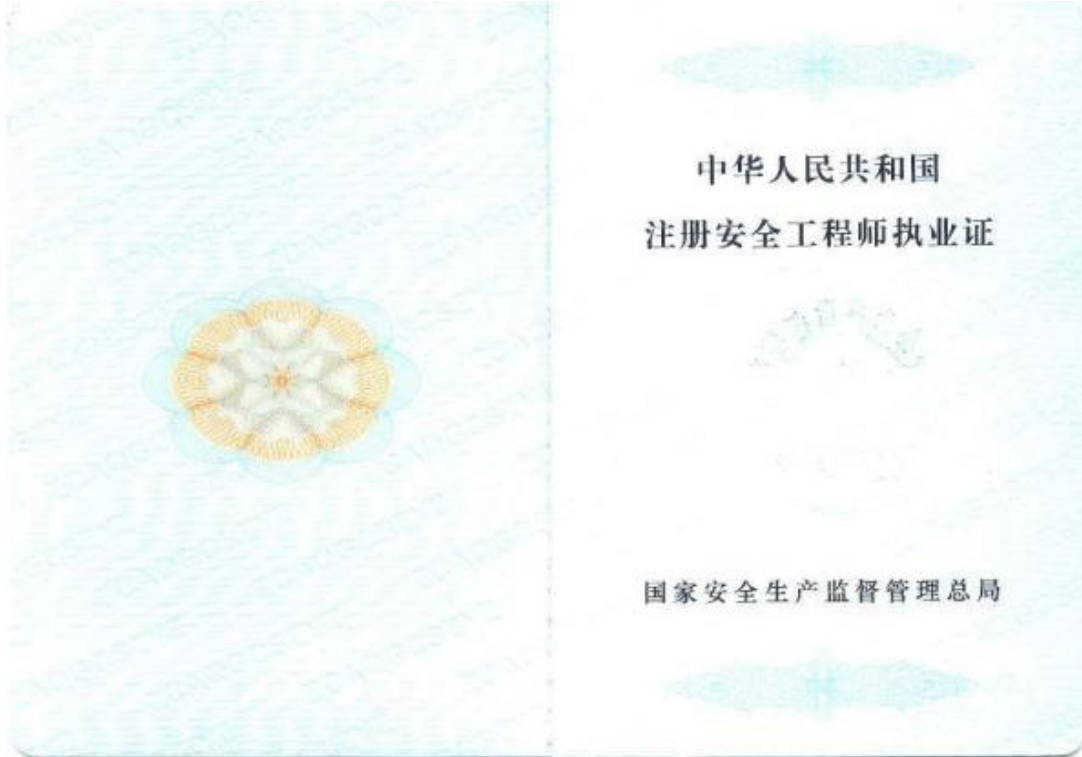 中华人民共和国
注册安全工程师执业证
国家安全生产监督管理总局